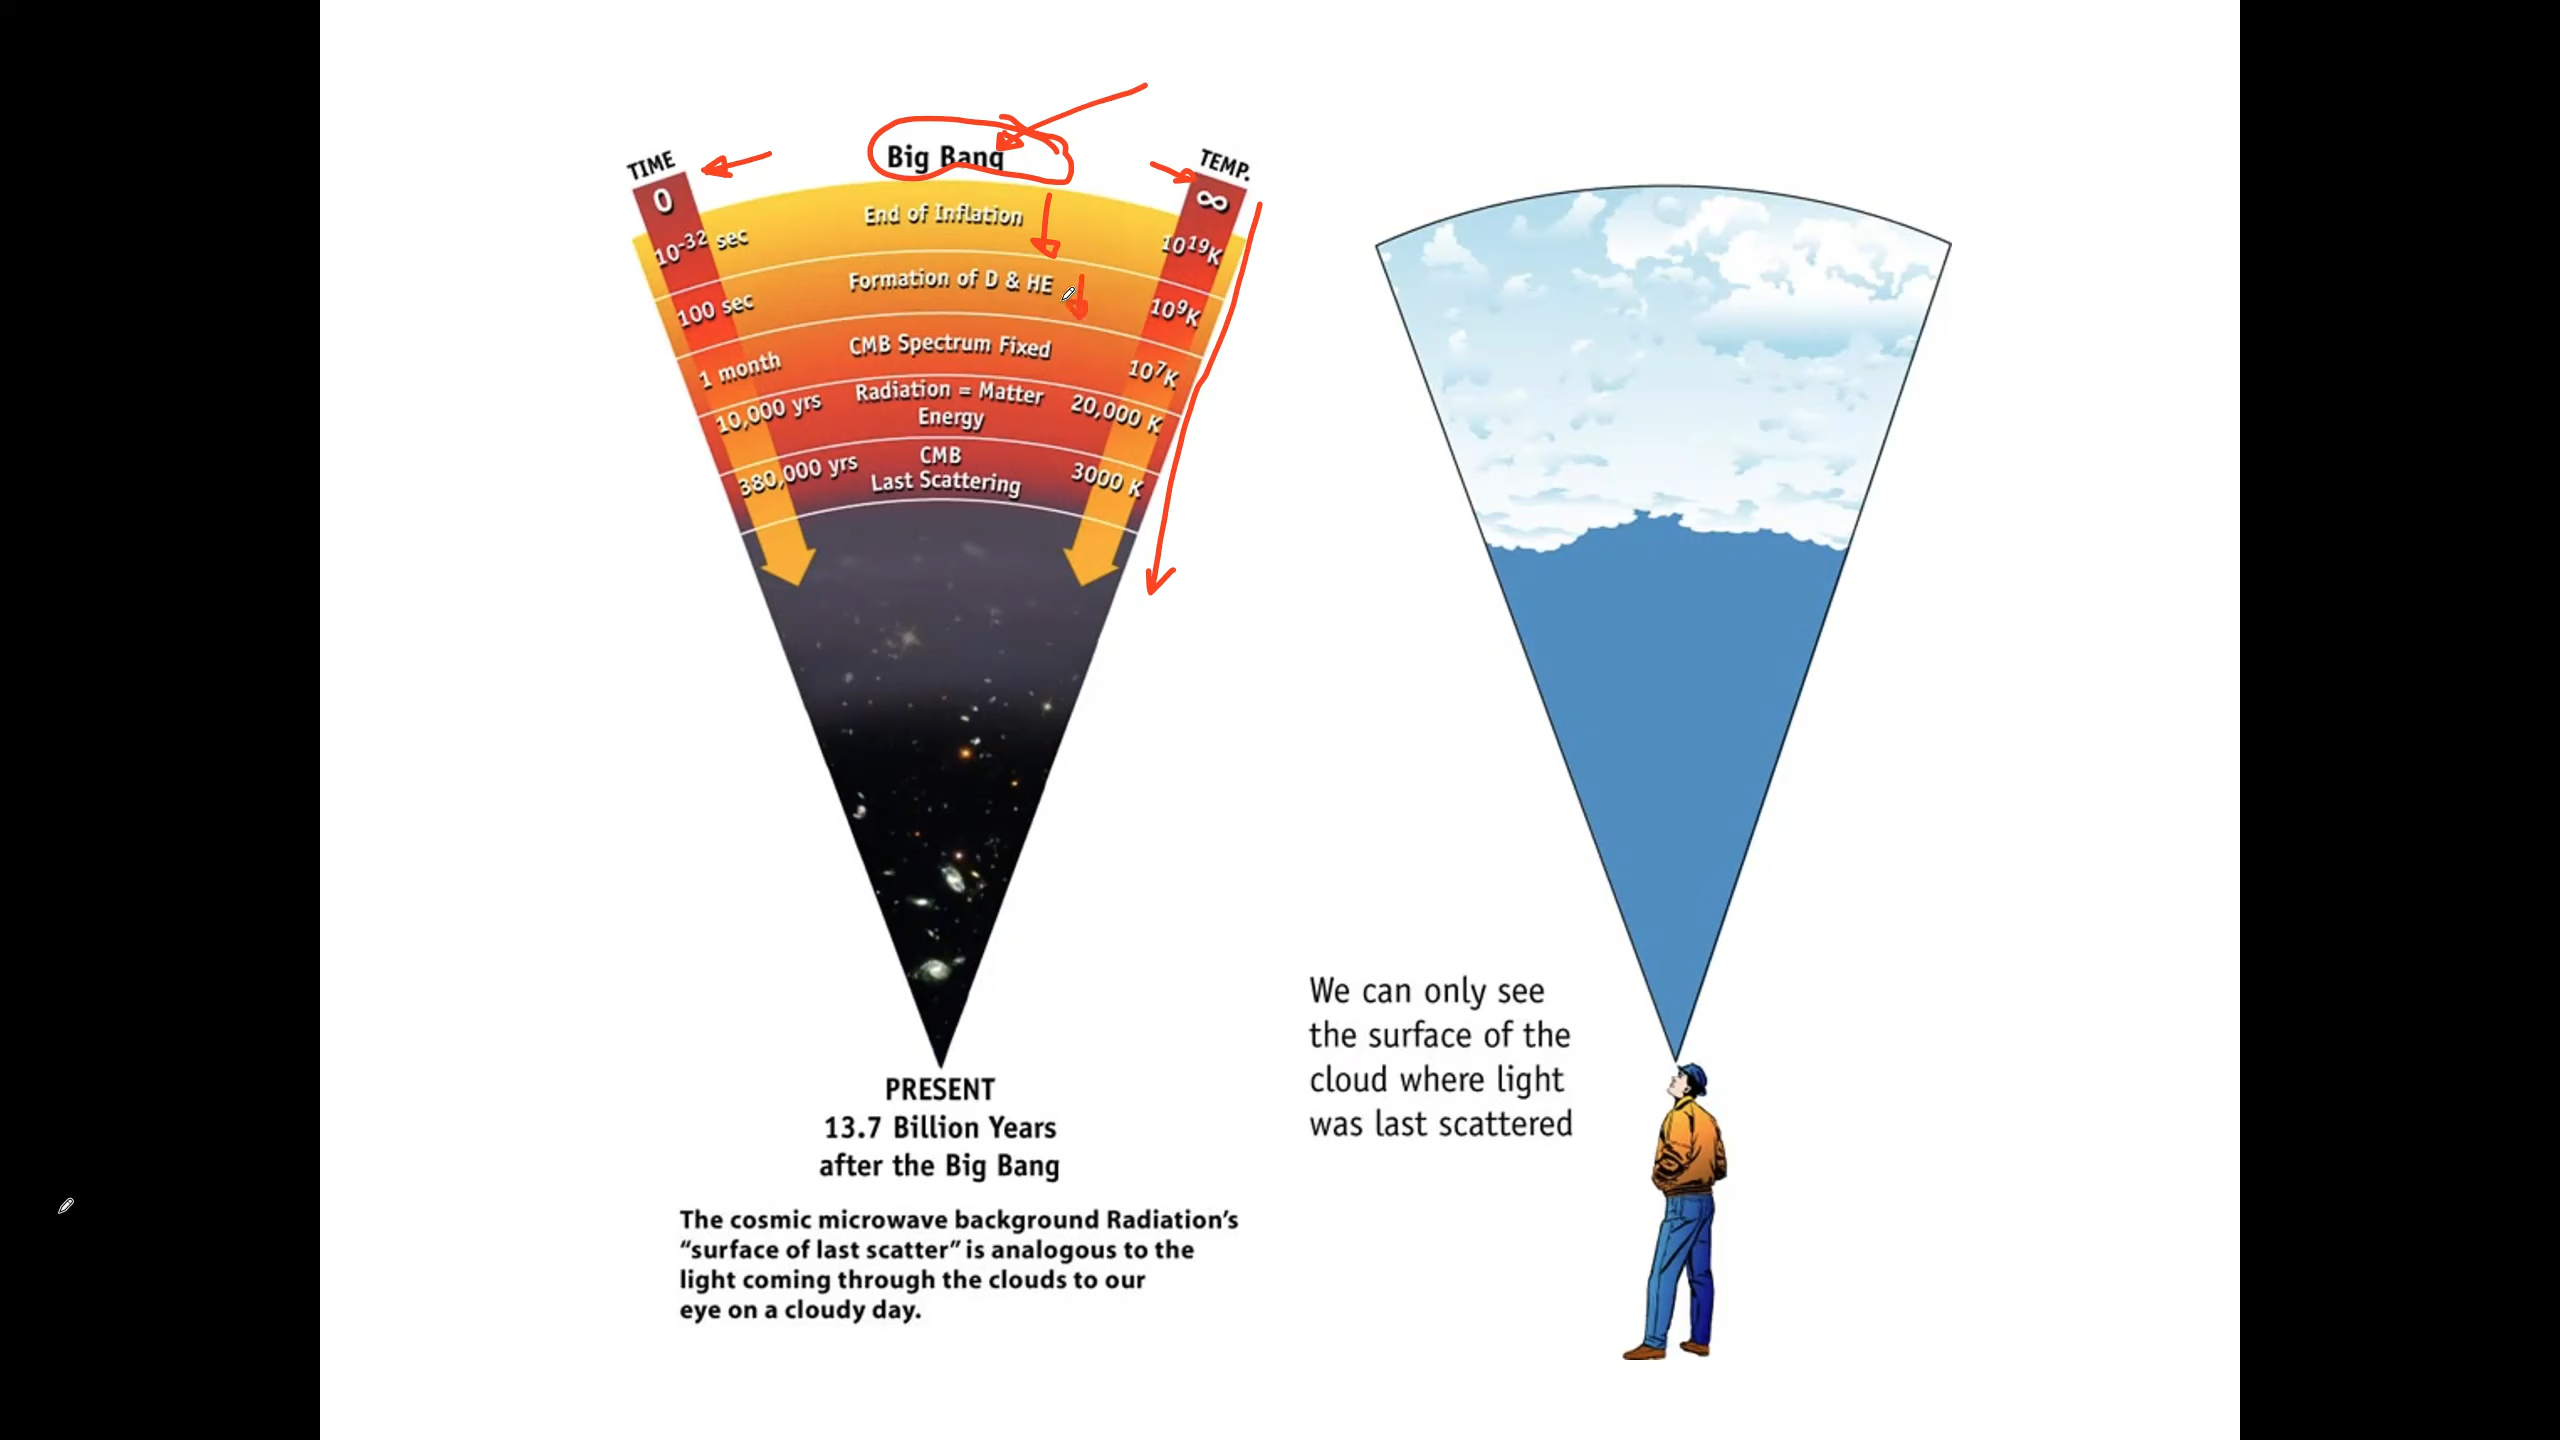 Big Bang
TIME
TEMP.
0
∞
End of Inflation
10-32 sec
1019K
Formation of D & HE
100 sec
109K
CMB Spectrum Fixed
1 month
107K
Radiation = Matter
Energy
10,000 yrs
20,000 K
CMB
Last Scattering
380,000 yrs
3000 K
PRESENT
13.7 Billion Years
after the Big Bang
The cosmic microwave background Radiation’s
“surface of last scatter” is analogous to the
light coming through the clouds to our
eye on a cloudy day.
We can only see
the surface of the
cloud where light
was last scattered